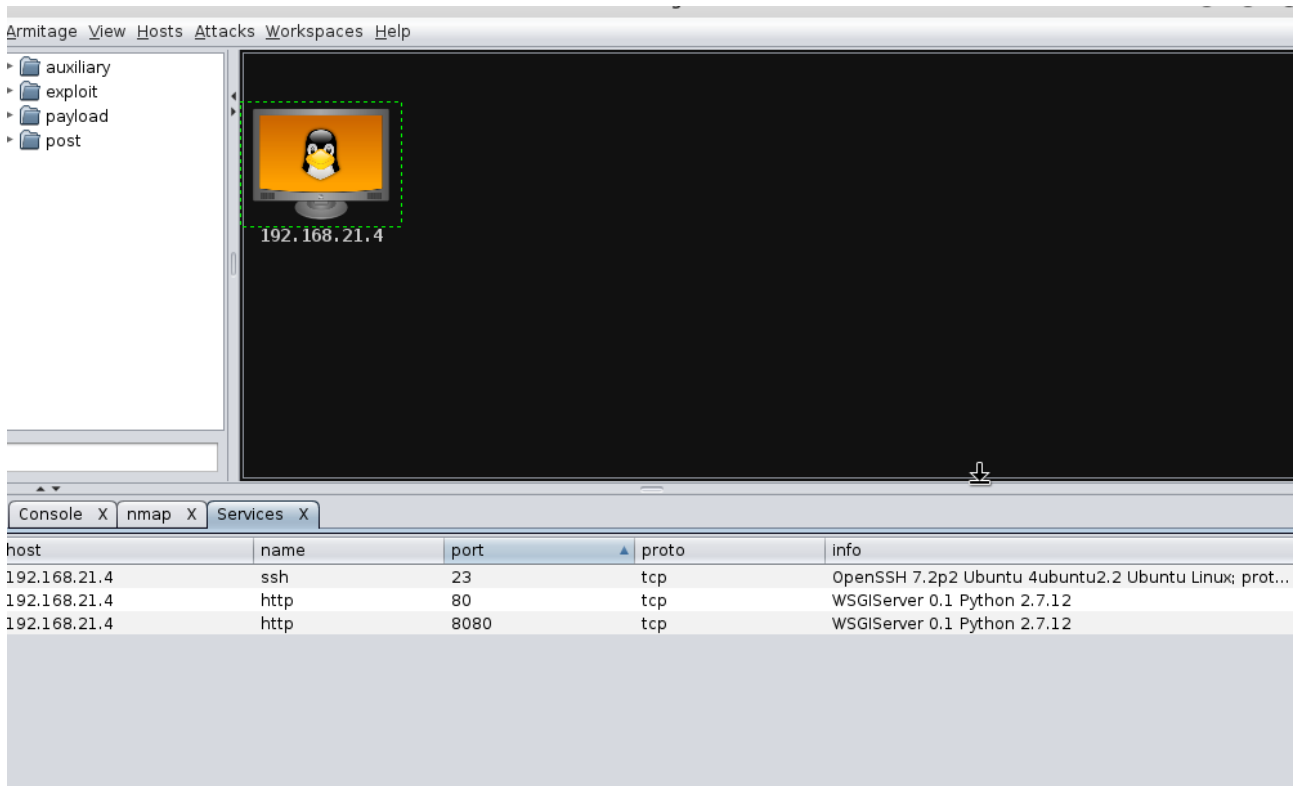 Armitage View Hosts Attacks Workspaces Help
auxiliary
exploit
payload
post
192.168.21.4
Console X nmap X Services X
host name port proto info
192.168.21.4 ssh 23 tcp OpenSSH 7.2p2 Ubuntu 4ubuntu2.2 Ubuntu Linux; prot...
192.168.21.4 http 80 tcp WSGIServer 0.1 Python 2.7.12
192.168.21.4 http 8080 tcp WSGIServer 0.1 Python 2.7.12